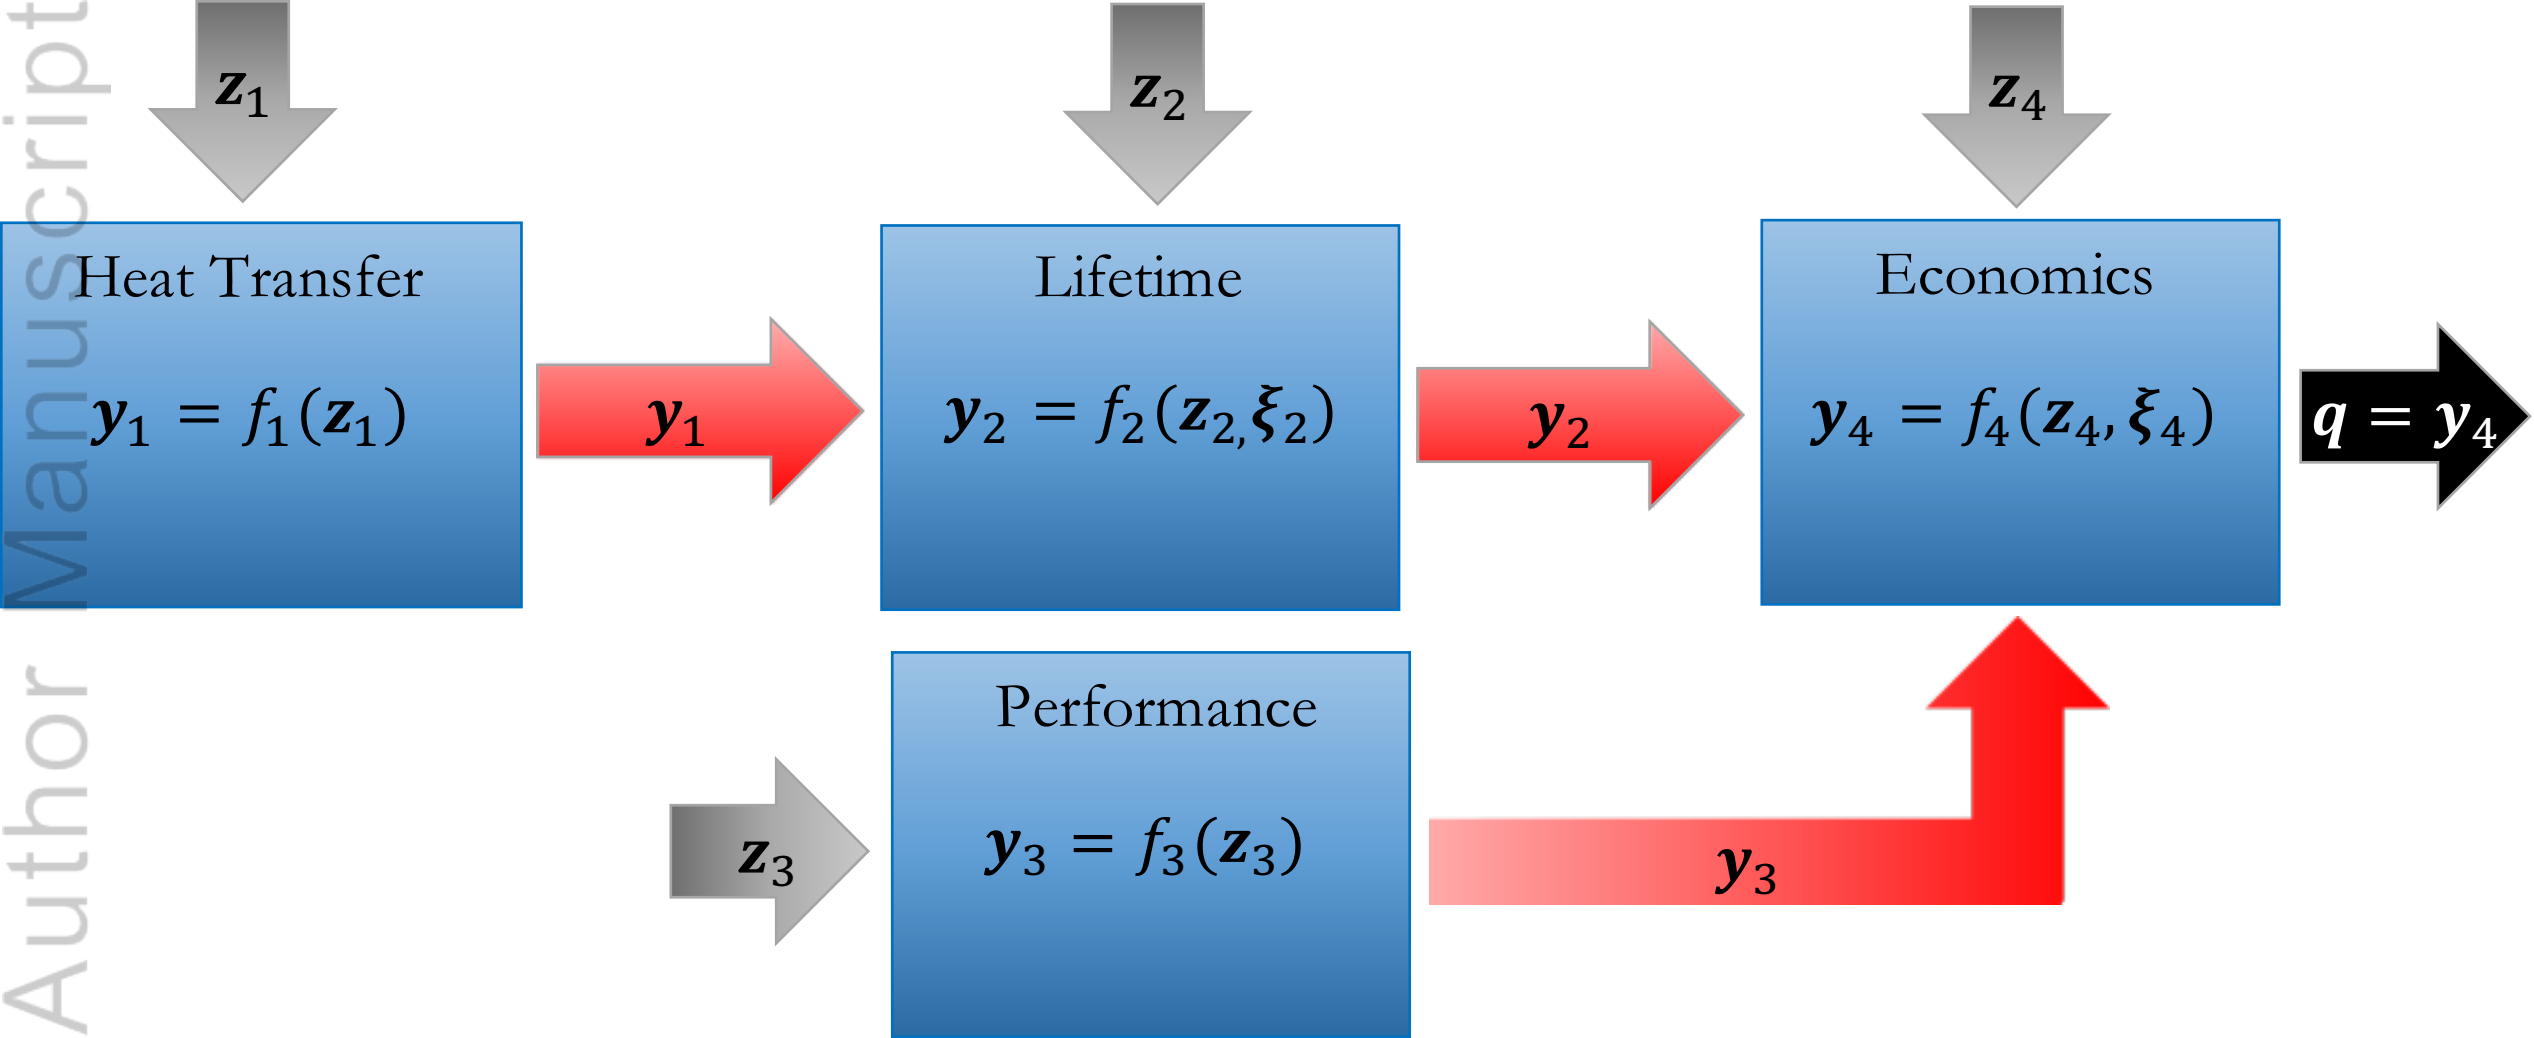 Author Manuscript
z₁
z₂
z₄
Heat Transfer
y₁ = f₁(z₁)
y₁
Lifetime
y₂ = f₂(z₂,ξ₂)
y₂
Economics
y₄ = f₄(z₄, ξ₄)
q = y₄
z₃
Performance
y₃ = f₃(z₃)
y₃